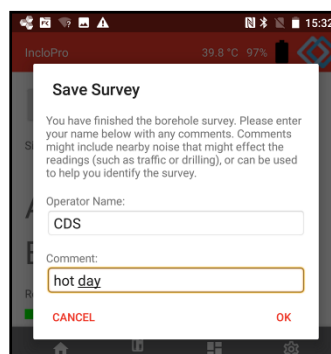 15:32
IncloPro 39.8 °C 97%
Save Survey
You have finished the borehole survey. Please enter
your name below with any comments. Comments
might include nearby noise that might effect the
readings (such as traffic or drilling), or can be used
to help you identify the survey.
Operator Name:
CDS
Comment:
hot day
CANCEL OK